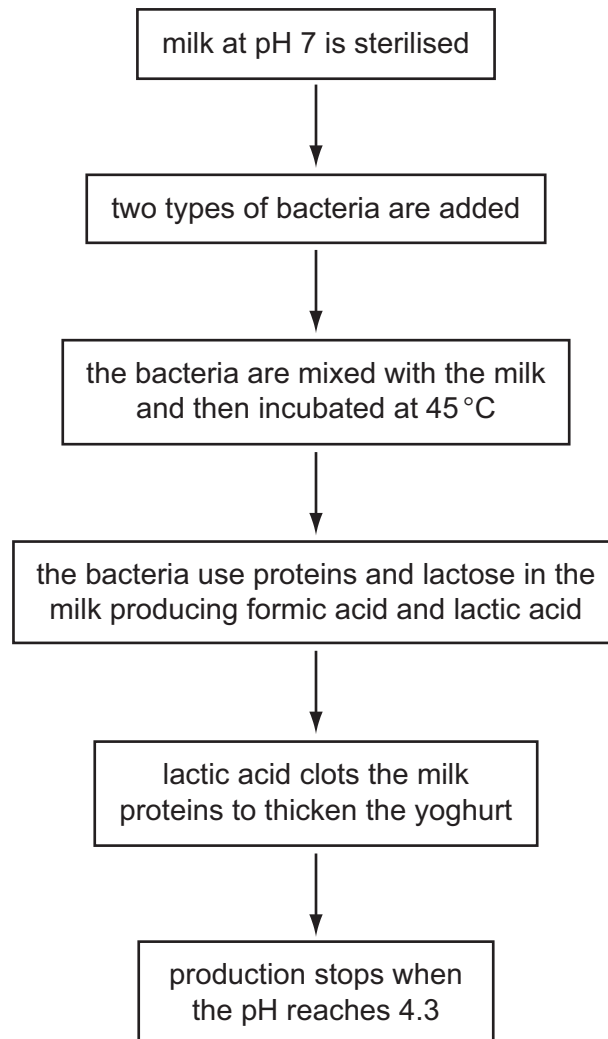 milk at pH 7 is sterilised
two types of bacteria are added
the bacteria are mixed with the milk
and then incubated at 45 °C
the bacteria use proteins and lactose in the
milk producing formic acid and lactic acid
lactic acid clots the milk
proteins to thicken the yoghurt
production stops when
the pH reaches 4.3